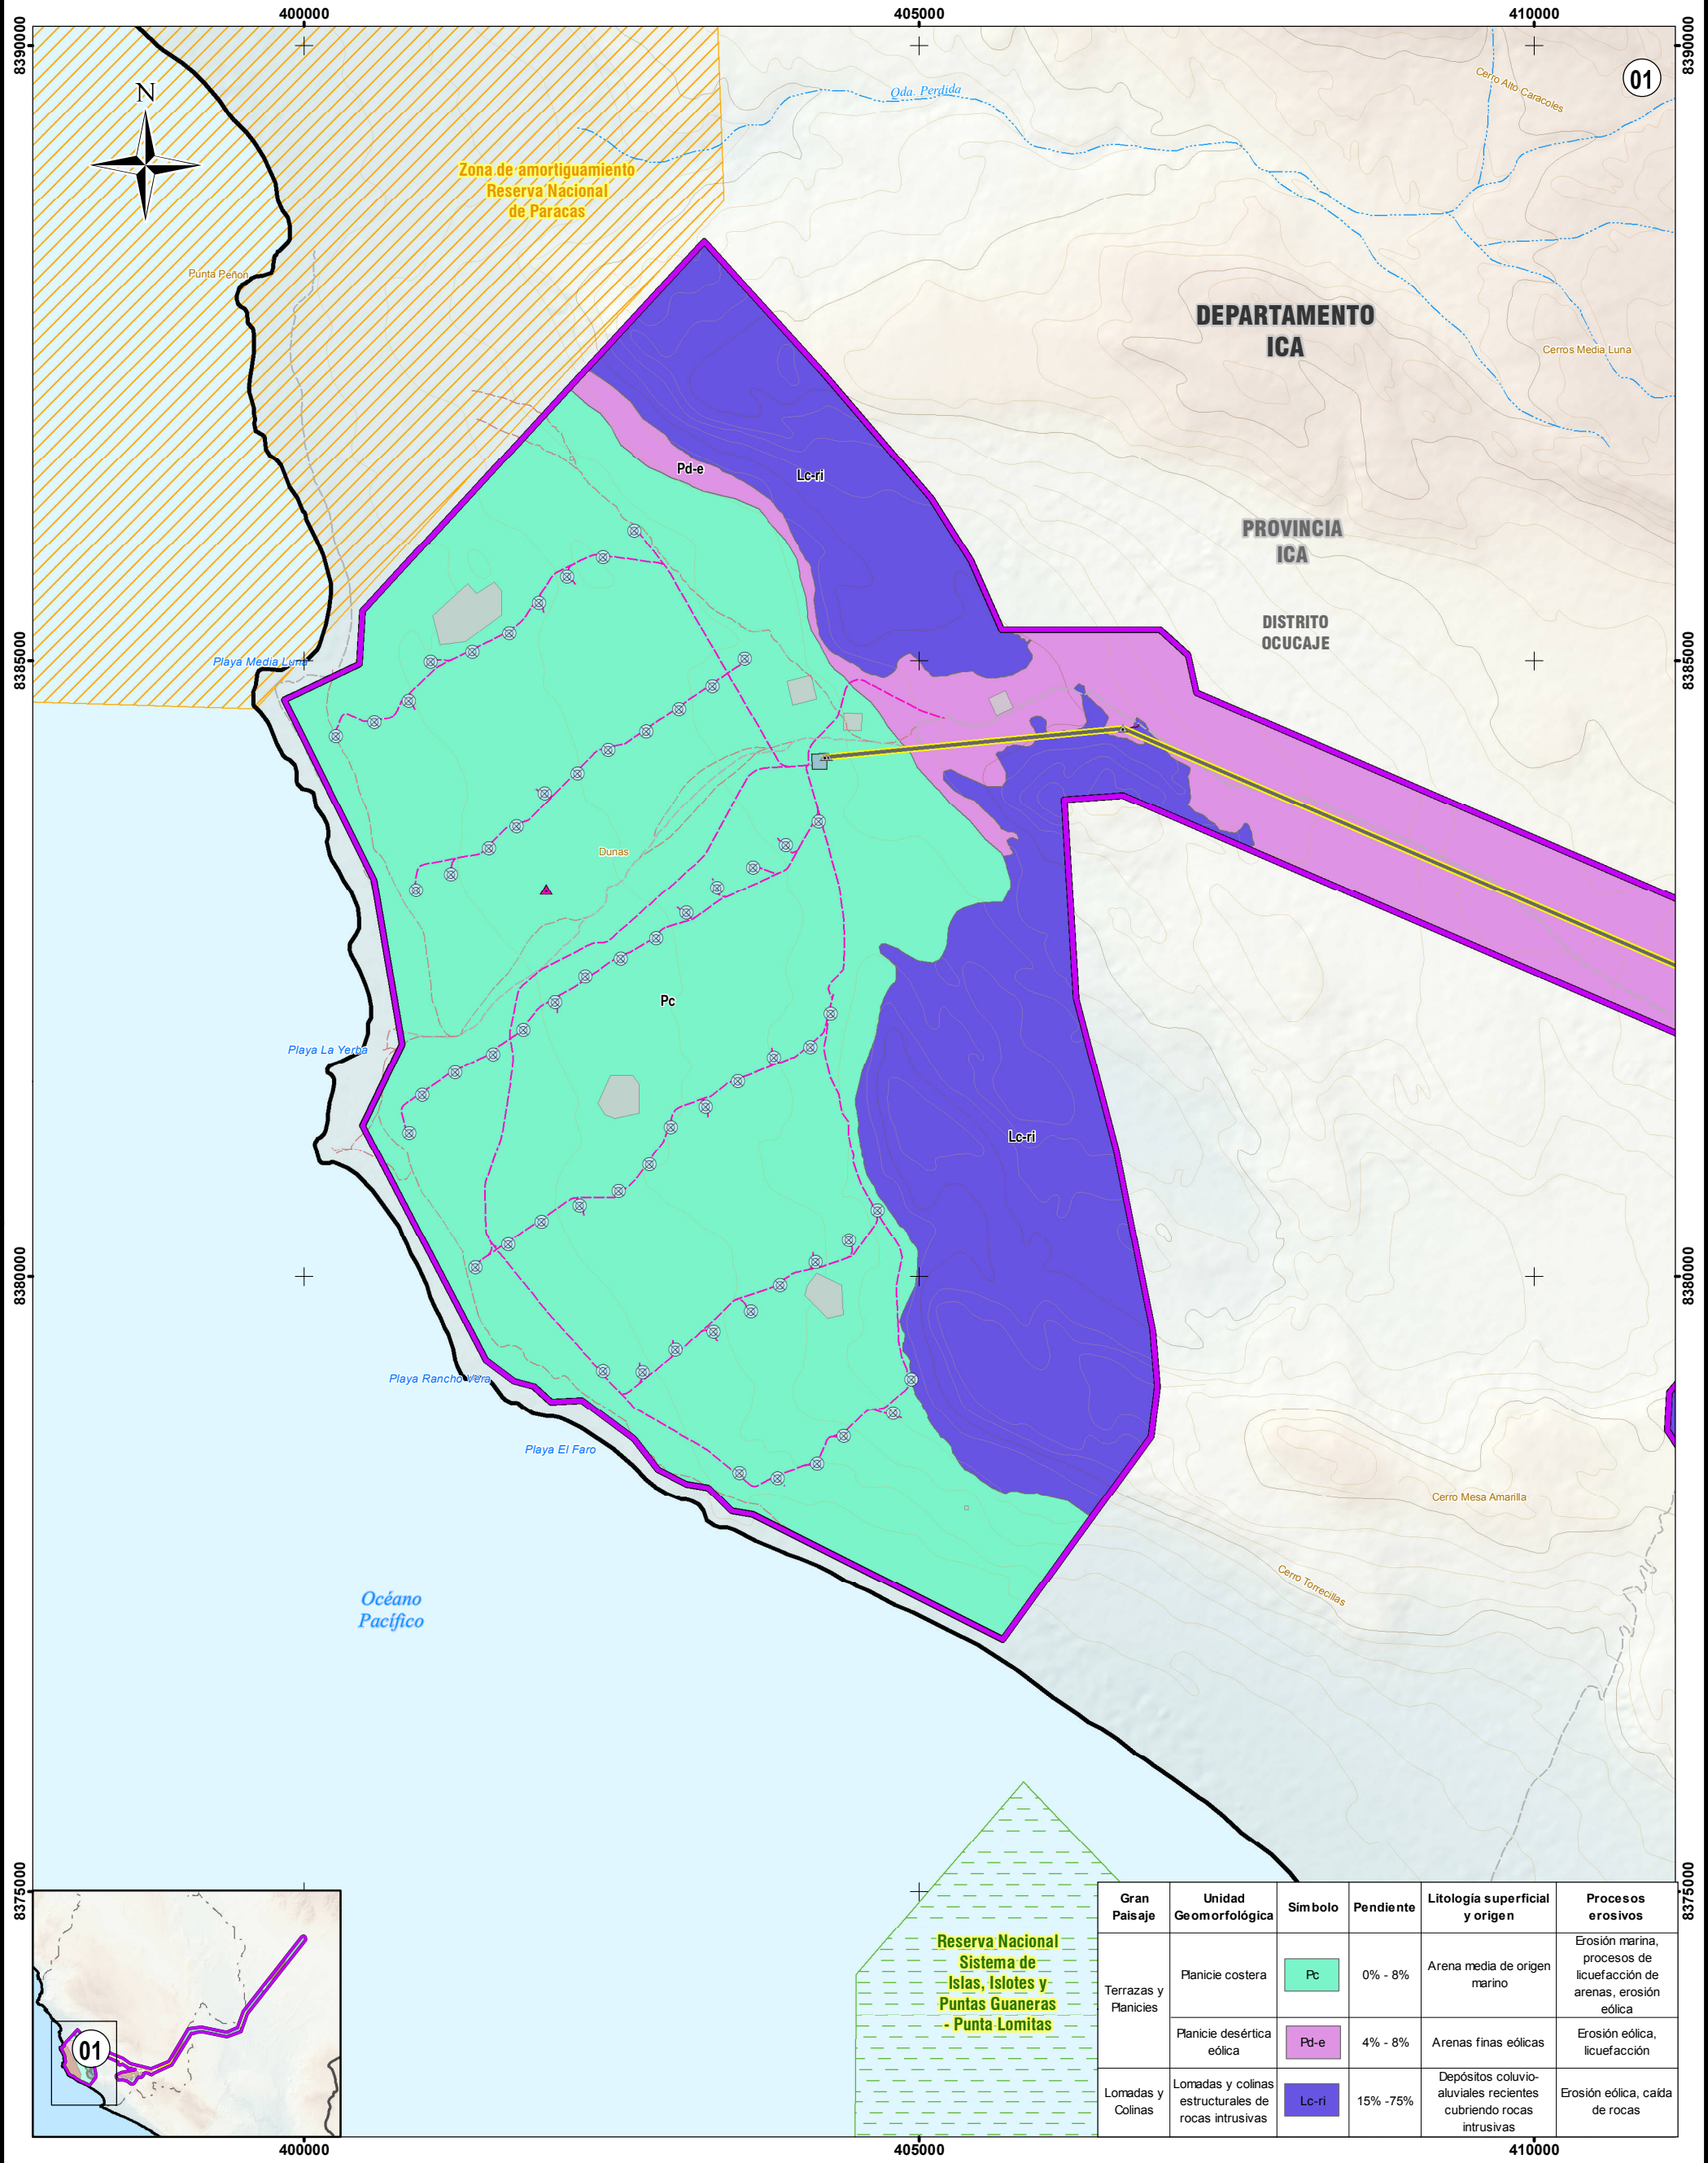 400000
405000
410000
8390000
8390000
01
N
Qda. Perdida
Cerro Alto Caracoles
Zona de amortiguamiento
Reserva Nacional
de Paracas
Punta Peñon
DEPARTAMENTO
ICA
Cerros Media Luna
Pd-e
Lc-ri
PROVINCIA
ICA
DISTRITO
OCUCAJE
8385000
8385000
Playa Media Luna
Dunas
Pc
Playa La Yerba
Lc-ri
8380000
8380000
Playa Rancho Vera
Playa El Faro
Cerro Mesa Amarilla
Cerro Torrecillas
Océano
Pacífico
8375000
8375000
Reserva Nacional
Sistema de
Islas, Islotes y
Puntas Guaneras
- Punta Lomitas
01
Gran
Paisaje
Unidad
Geomorfológica
Símbolo
Pendiente
Litología superficial
y origen
Procesos
erosivos
Terrazas y
Planicies
Planicie costera
Pc
0% - 8%
Arena media de origen
marino
Erosión marina,
procesos de
licuefacción de
arenas, erosión
eólica
Planicie desértica
eólica
Pd-e
4% - 8%
Arenas finas eólicas
Erosión eólica,
licuefacción
Lomadas y
Colinas
Lomadas y colinas
estructurales de
rocas intrusivas
Lc-ri
15% -75%
Depósitos coluvio-
aluviales recientes
cubriendo rocas
intrusivas
Erosión eólica, caída
de rocas
400000
405000
410000